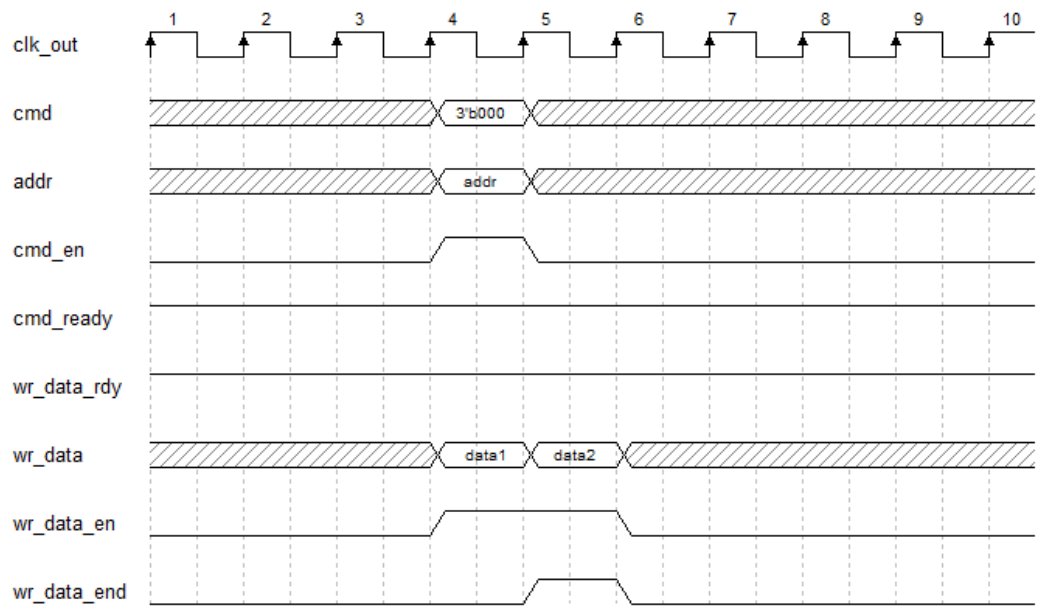 1 2 3 4 5 6 7 8 9 10
clk_out
cmd 3'b000
addr addr
cmd_en
cmd_ready
wr_data_rdy
wr_data data1 data2
wr_data_en
wr_data_end